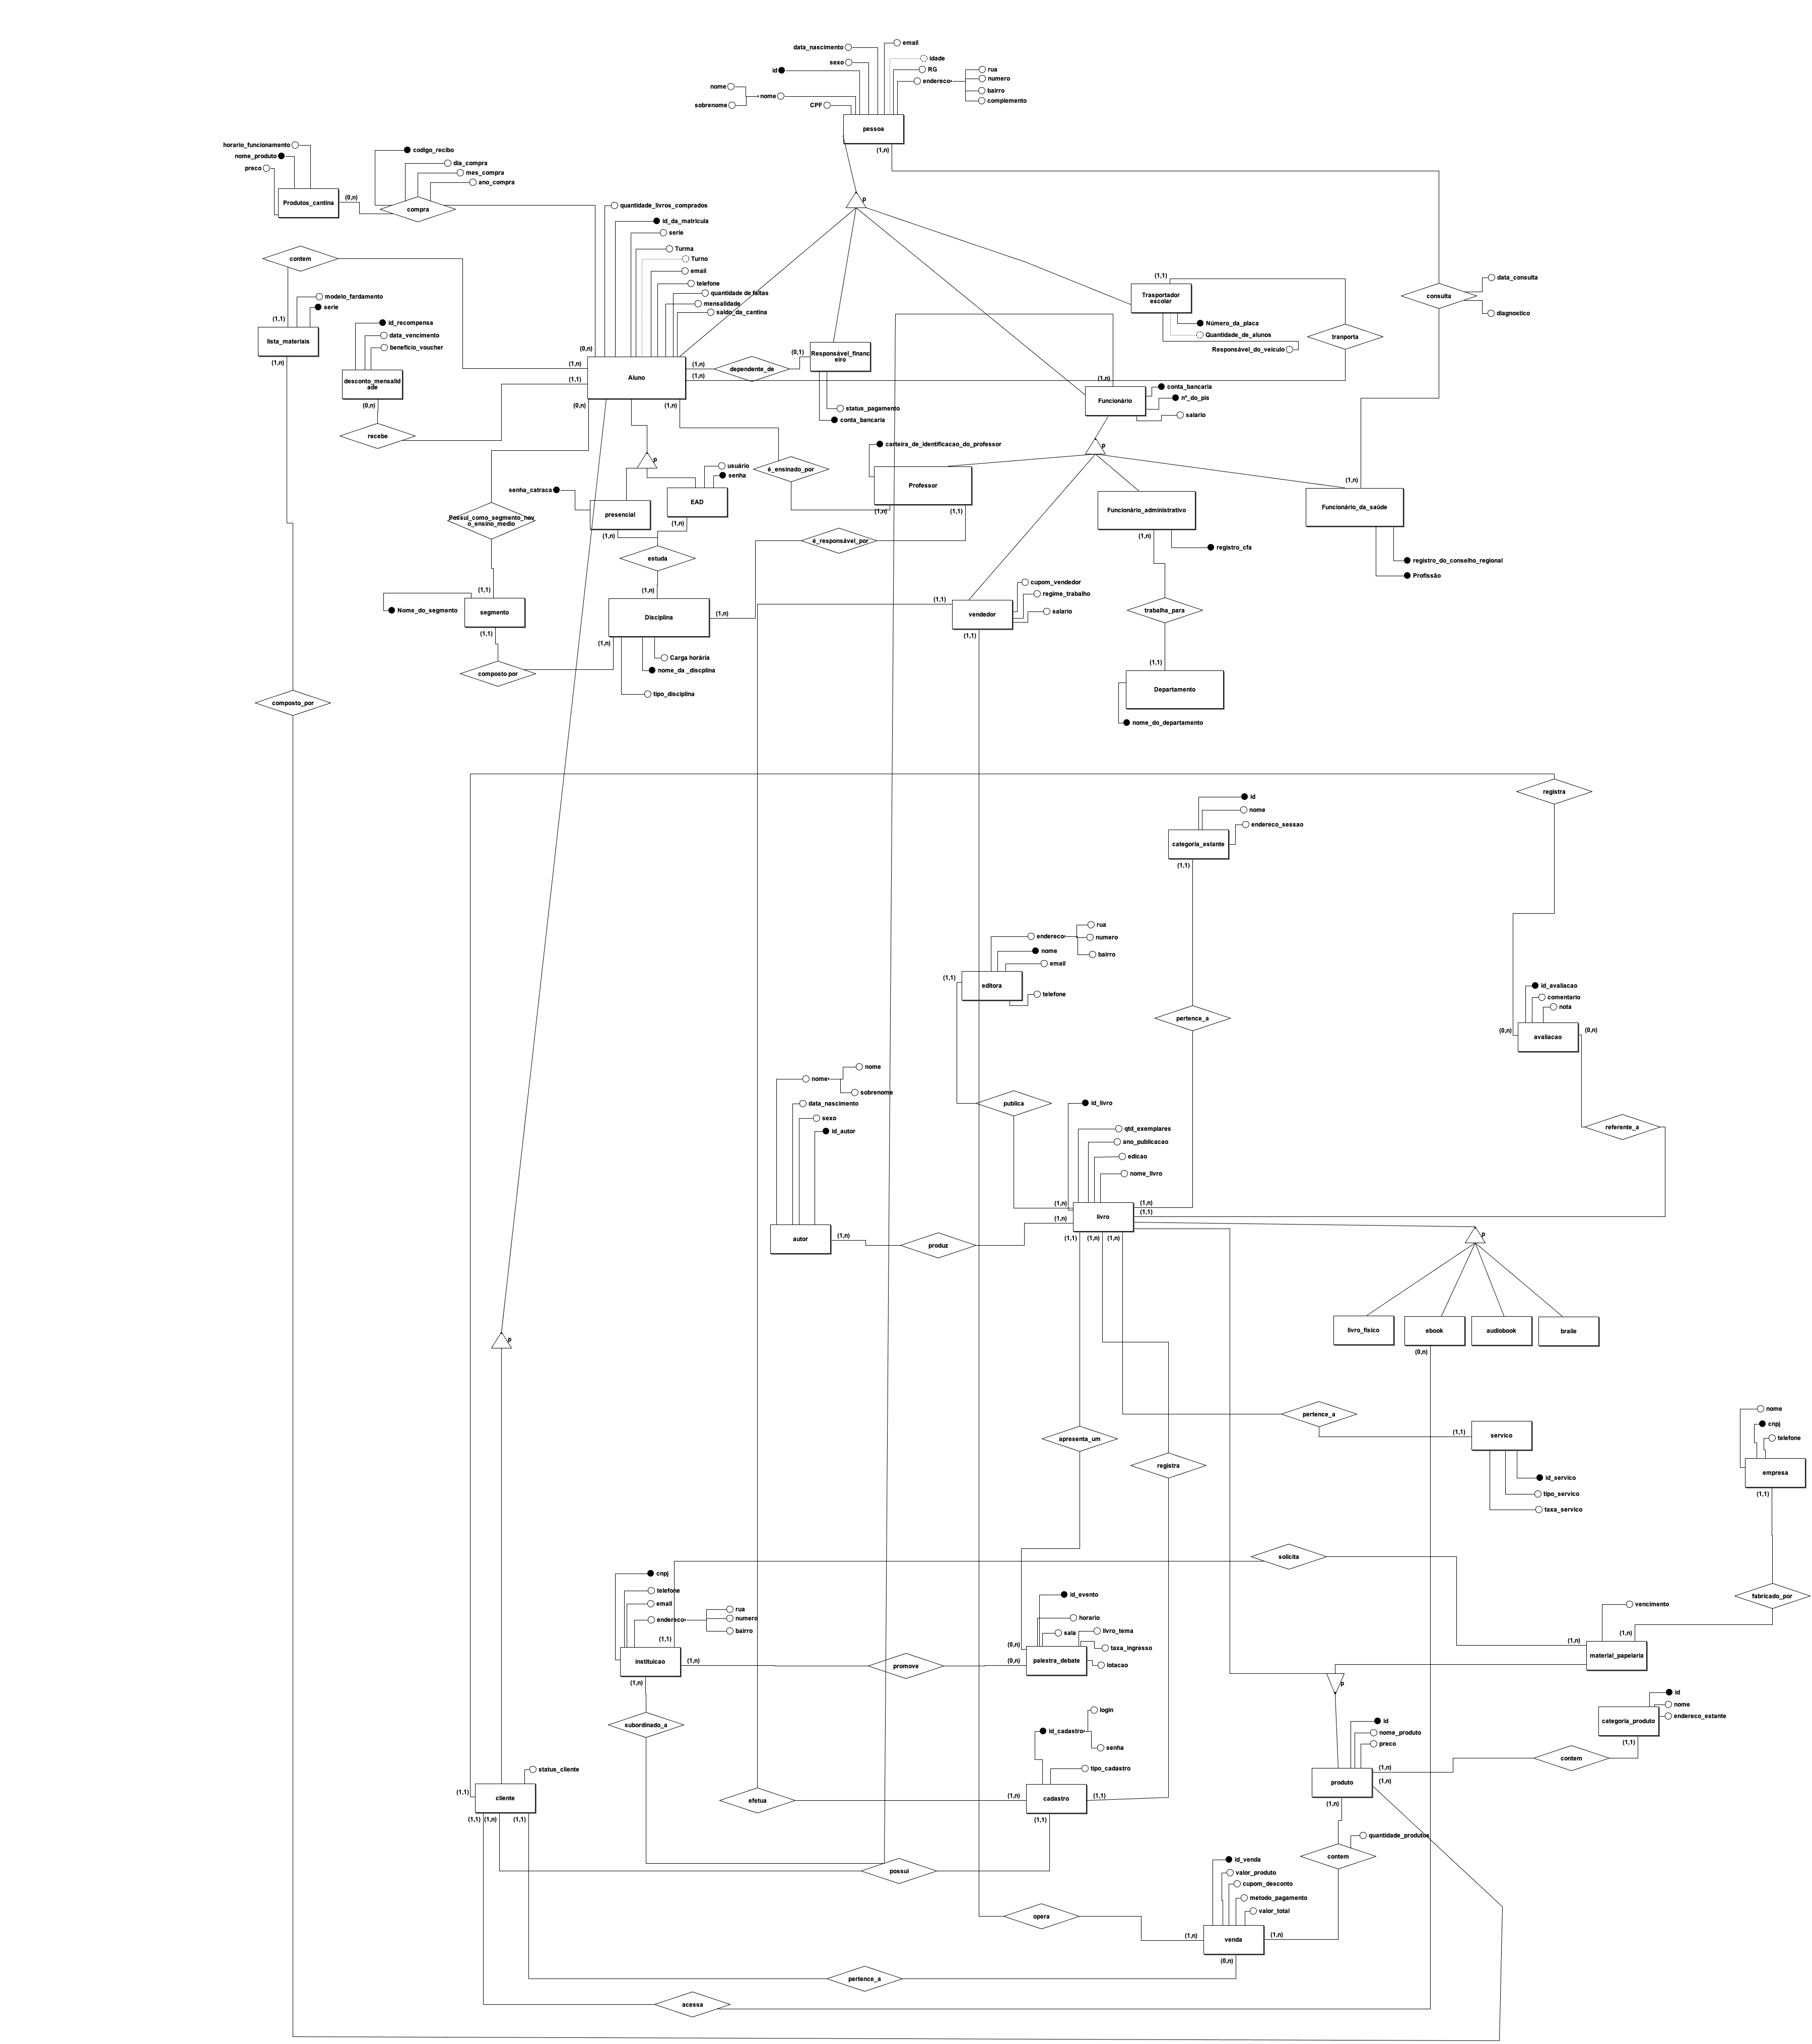 email
data_nascimento
idade
sexo
RG
rua
id
endereco
numero
nome
nome
bairro
sobrenome
CPF
complemento
pessoa
(1,n)
horario_funcionamento
codigo_recibo
nome_produto
dia_compra
preco
mes_compra
ano_compra
Produtos_cantina
(0,n)
compra
p
quantidade_livros_comprados
id_da_matricula
serie
Turma
contem
Turno
email
telefone
quantidade de faltas
mensalidade
saldo_da_cantina
(1,1)
data_consulta
Trasportador
escolar
consulta
modelo_fardamento
serie
diagnostico
(1,1)
Número_da_placa
lista_materiais
id_recompensa
Quantidade_de_alunos
tranporta
data_vencimento
Responsável_do_veiculo
beneficio_voucher
(0,n)
(0,1)
Responsável_financ
eiro
(1,n)
(1,n)
(1,n)
dependente_de
Aluno
(1,1)
(1,n)
(1,n)
desconto_mensalid
ade
conta_bancaria
nº_do_pis
Funcionário
(0,n)
(0,n)
(1,n)
status_pagamento
salario
conta_bancaria
recebe
carteira_de_identificacao_do_professor
p
p
usuário
é_ensinado_por
senha
Professor
(1,n)
senha_catraca
EAD
presencial
Funcionário_administrativo
Funcionário_da_saúde
(1,n)
(1,1)
Possui_como_segmento_nov
o_ensino_medio
(1,n)
(1,n)
(1,n)
é_responsável_por
registro_cfa
estuda
registro_do_conselho_regional
Profissão
cupom_vendedor
(1,1)
(1,n)
regime_trabalho
(1,1)
Nome_do_segmento
segmento
Disciplina
(1,n)
vendedor
salario
trabalha_para
(1,1)
(1,n)
(1,1)
Carga horária
(1,1)
nome_da _discplina
composto por
Departamento
tipo_disciplina
composto_por
nome_do_departamento
registra
id
nome
endereco_sessao
categoria_estante
(1,1)
rua
endereco
numero
nome
bairro
email
(1,1)
editora
id_avaliacao
telefone
comentario
nota
pertence_a
(0,n)
(0,n)
avaliacao
nome
nome
sobrenome
data_nascimento
publica
id_livro
sexo
qtd_exemplares
referente_a
id_autor
ano_publicacao
edicao
nome_livro
(1,n)
(1,n)
(1,1)
livro
(1,n)
(1,n)
autor
produz
(1,1)
(1,n)
(1,n)
p
livro_fisico
ebook
audiobook
braile
p
(0,n)
nome
pertence_a
cnpj
servico
(1,1)
apresenta_um
telefone
registra
empresa
id_servico
tipo_servico
(1,1)
taxa_servico
solicita
cnpj
telefone
id_evento
fabricado_por
email
vencimento
rua
endereco
numero
horario
bairro
livro_tema
sala
(1,1)
(0,n)
(1,n)
(1,n)
taxa_ingresso
instituicao
(1,n)
promove
(0,n)
palestra_debate
lotacao
material_papelaria
(1,n)
p
id
nome
login
endereco_estante
subordinado_a
id_cadastro
id
categoria_produto
nome_produto
senha
preco
(1,1)
contem
status_cliente
tipo_cadastro
(1,n)
produto
(1,n)
(1,1)
cliente
efetua
(1,n)
cadastro
(1,1)
(1,n)
(1,1)
(1,n)
(1,1)
(1,1)
quantidade_produtos
contem
id_venda
possui
valor_produto
cupom_desconto
metodo_pagamento
valor_total
opera
(1,n)
venda
(1,n)
(0,n)
pertence_a
acessa